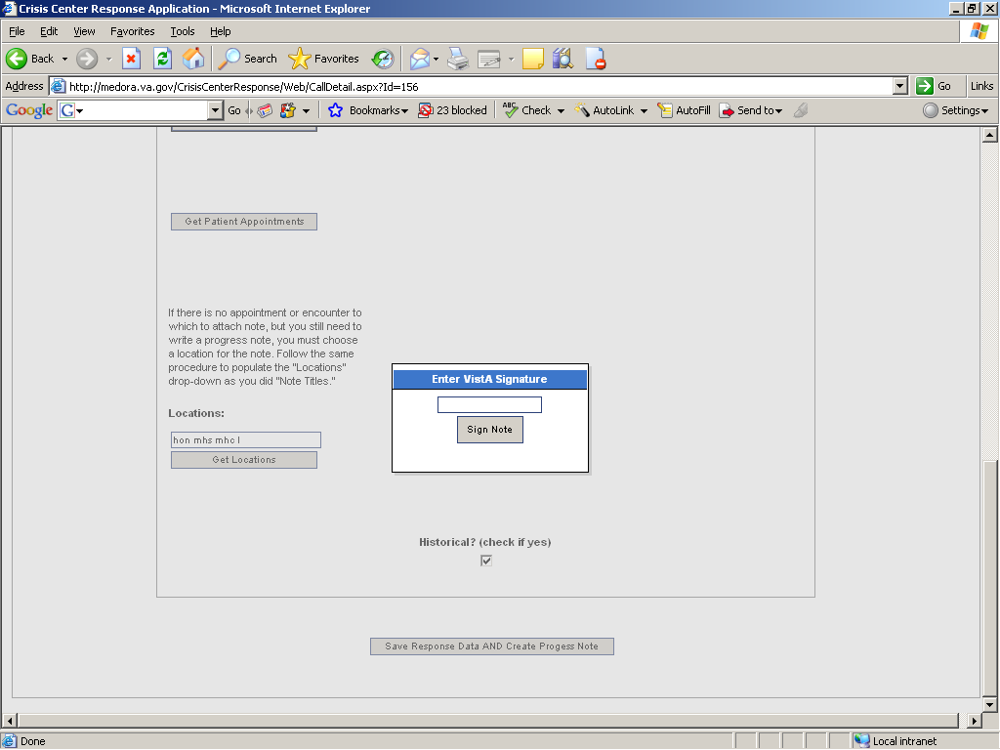 Crisis Center Response Application - Microsoft Internet Explorer
File Edit View Favorites Tools Help
Back Search Favorites
Address http://medora.va.gov/CrisisCenterResponse/Web/CallDetail.aspx?Id=156 Go Links
Google G Go Bookmarks 23 blocked ABC Check AutoLink AutoFill Send to Settings
Get Patient Appointments
If there is no appointment or encounter to
which to attach note, but you still need to
write a progress note, you must choose
a location for the note. Follow the same
procedure to populate the "Locations"
drop-down as you did "Note Titles."
Locations:
hon mhs mhc l
Get Locations
Enter VistA Signature
Sign Note
Historical? (check if yes)
Save Response Data AND Create Progess Note
Done Local intranet